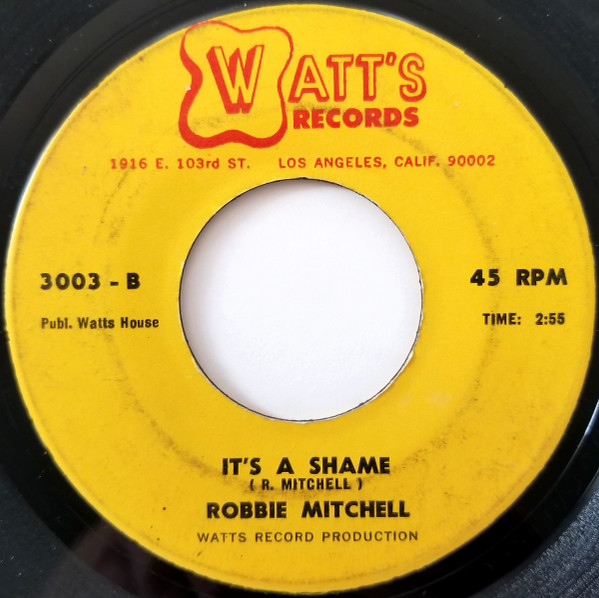 WATT'S
RECORDS
1916 E. 103rd ST. LOS ANGELES, CALIF. 90002
3003 - B 45 RPM
Publ. Watts House TIME: 2:55
IT'S A SHAME
( R. MITCHELL )
ROBBIE MITCHELL
WATTS RECORD PRODUCTION